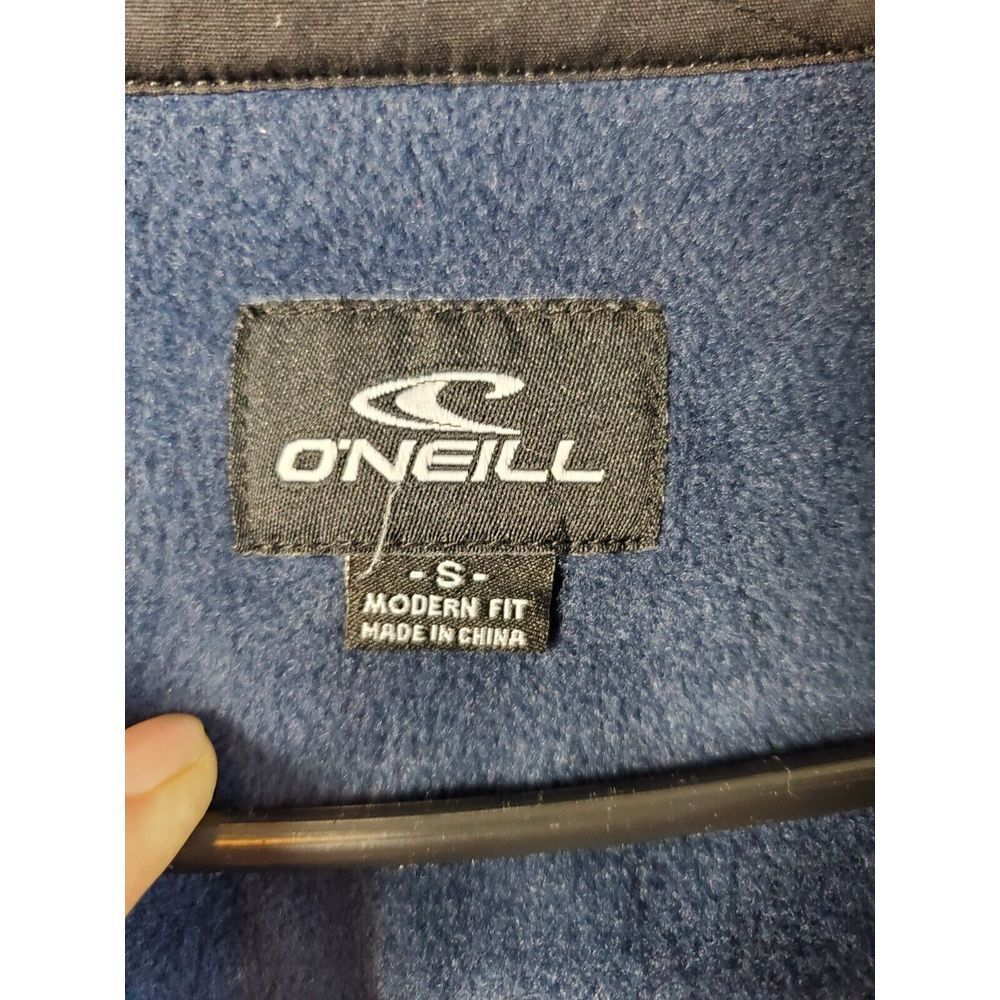 O'NEILL
- S -
MODERN FIT
MADE IN CHINA